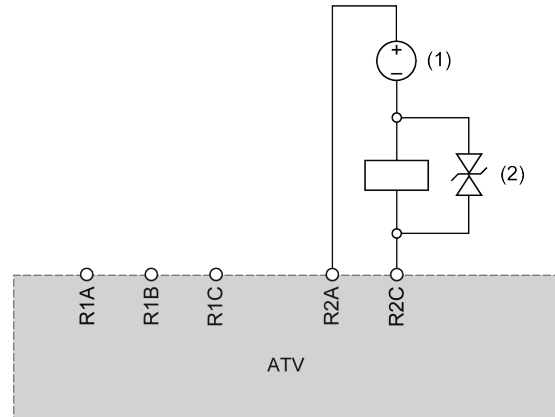 +
−
(1)
(2)
R1A
R1B
R1C
R2A
R2C
ATV